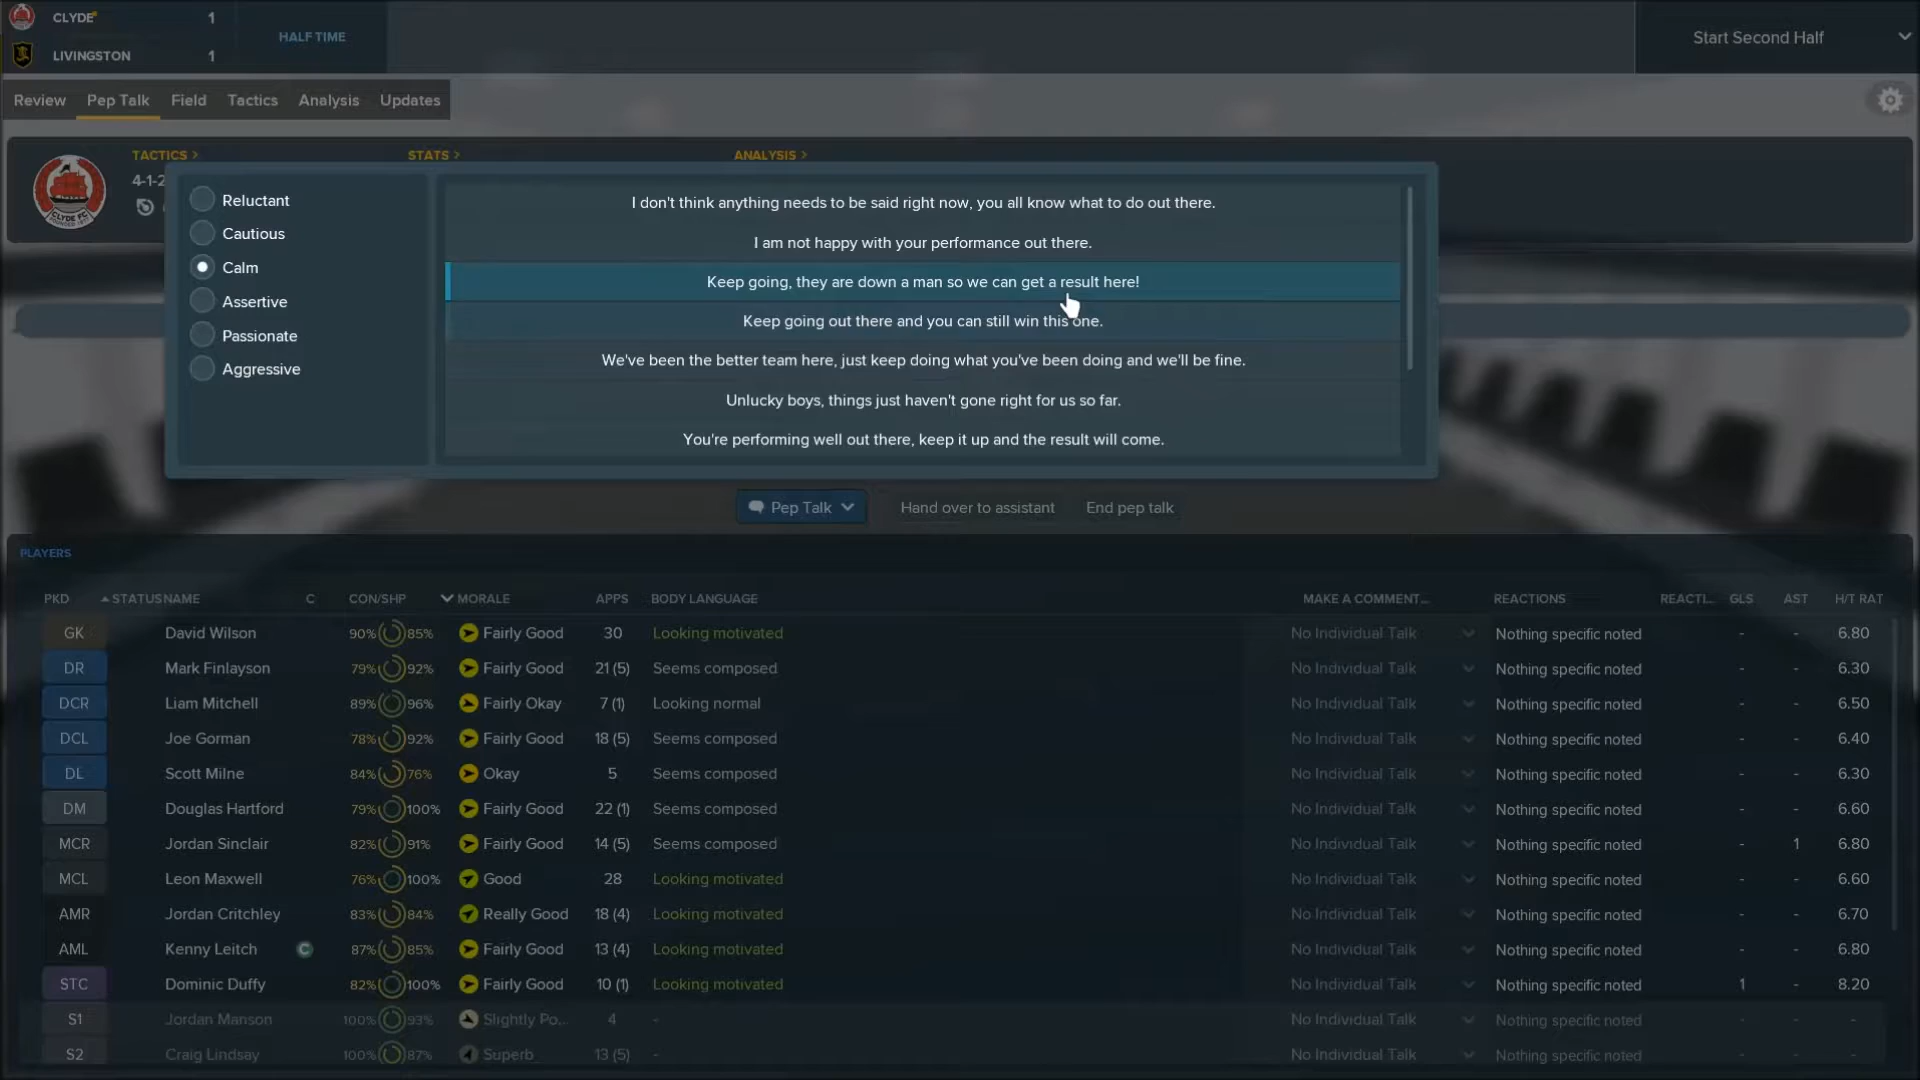 CLYDE 1
HALF TIME
Start Second Half
LIVINGSTON 1
Review Pep Talk Field Tactics Analysis Updates
TACTICS > STATS > ANALYSIS >
4-1-2
CLYDE FC
Reluctant
Cautious
Calm
Assertive
Passionate
Aggressive
I don't think anything needs to be said right now, you all know what to do out there.
I am not happy with your performance out there.
Keep going, they are down a man so we can get a result here!
Keep going out there and you can still win this one.
We've been the better team here, just keep doing what you've been doing and we'll be fine.
Unlucky boys, things just haven't gone right for us so far.
You're performing well out there, keep it up and the result will come.
Pep Talk Hand over to assistant End pep talk
PLAYERS
PKD STATUS NAME C CON/SHP MORALE APPS BODY LANGUAGE MAKE A COMMENT... REACTIONS REACTI... GLS AST H/T RAT
GK David Wilson 90% 85% Fairly Good 30 Looking motivated No Individual Talk Nothing specific noted - - 6.80
DR Mark Finlayson 79% 92% Fairly Good 21 (5) Seems composed No Individual Talk Nothing specific noted - - 6.30
DCR Liam Mitchell 89% 96% Fairly Okay 7 (1) Looking normal No Individual Talk Nothing specific noted - - 6.50
DCL Joe Gorman 78% 92% Fairly Good 18 (5) Seems composed No Individual Talk Nothing specific noted - - 6.40
DL Scott Milne 84% 76% Okay 5 Seems composed No Individual Talk Nothing specific noted - - 6.30
DM Douglas Hartford 79% 100% Fairly Good 22 (1) Seems composed No Individual Talk Nothing specific noted - - 6.60
MCR Jordan Sinclair 82% 91% Fairly Good 14 (5) Seems composed No Individual Talk Nothing specific noted - 1 6.80
MCL Leon Maxwell 76% 100% Good 28 Looking motivated No Individual Talk Nothing specific noted - - 6.60
AMR Jordan Critchley 83% 84% Really Good 18 (4) Looking motivated No Individual Talk Nothing specific noted - - 6.70
AML Kenny Leitch C 87% 85% Fairly Good 13 (4) Looking motivated No Individual Talk Nothing specific noted - - 6.80
STC Dominic Duffy 82% 100% Fairly Good 10 (1) Looking motivated No Individual Talk Nothing specific noted 1 - 8.20
S1 Jordan Manson 100% 93% Slightly Po... 4 - No Individual Talk Nothing specific noted - - -
S2 Craig Lindsay 100% 87% Superb 13 (5) - No Individual Talk Nothing specific noted - - -